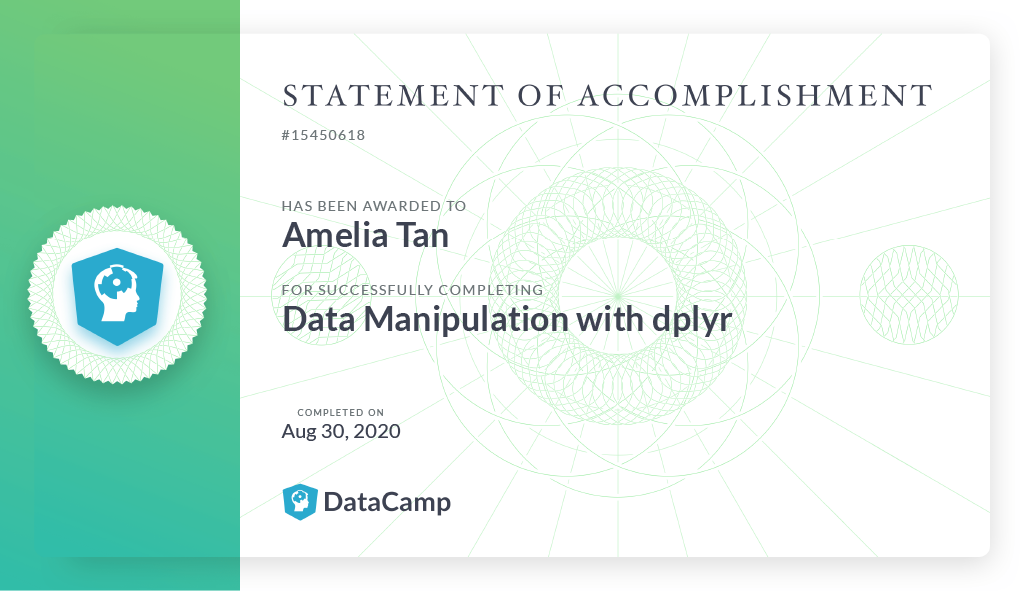 STATEMENT OF ACCOMPLISHMENT
#15450618
HAS BEEN AWARDED TO
Amelia Tan
FOR SUCCESSFULLY COMPLETING
Data Manipulation with dplyr
COMPLETED ON
Aug 30, 2020
DataCamp